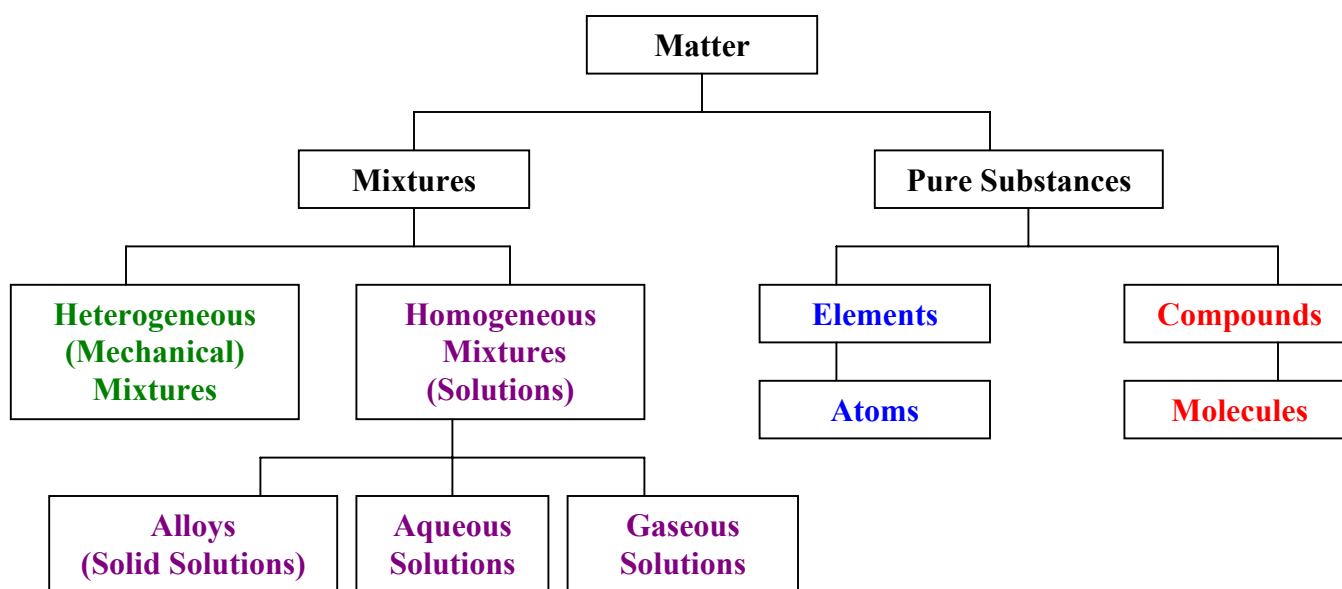 Matter
Mixtures
Pure Substances
Heterogeneous
(Mechanical)
Mixtures
Homogeneous
Mixtures
(Solutions)
Elements
Compounds
Atoms
Molecules
Alloys
(Solid Solutions)
Aqueous
Solutions
Gaseous
Solutions